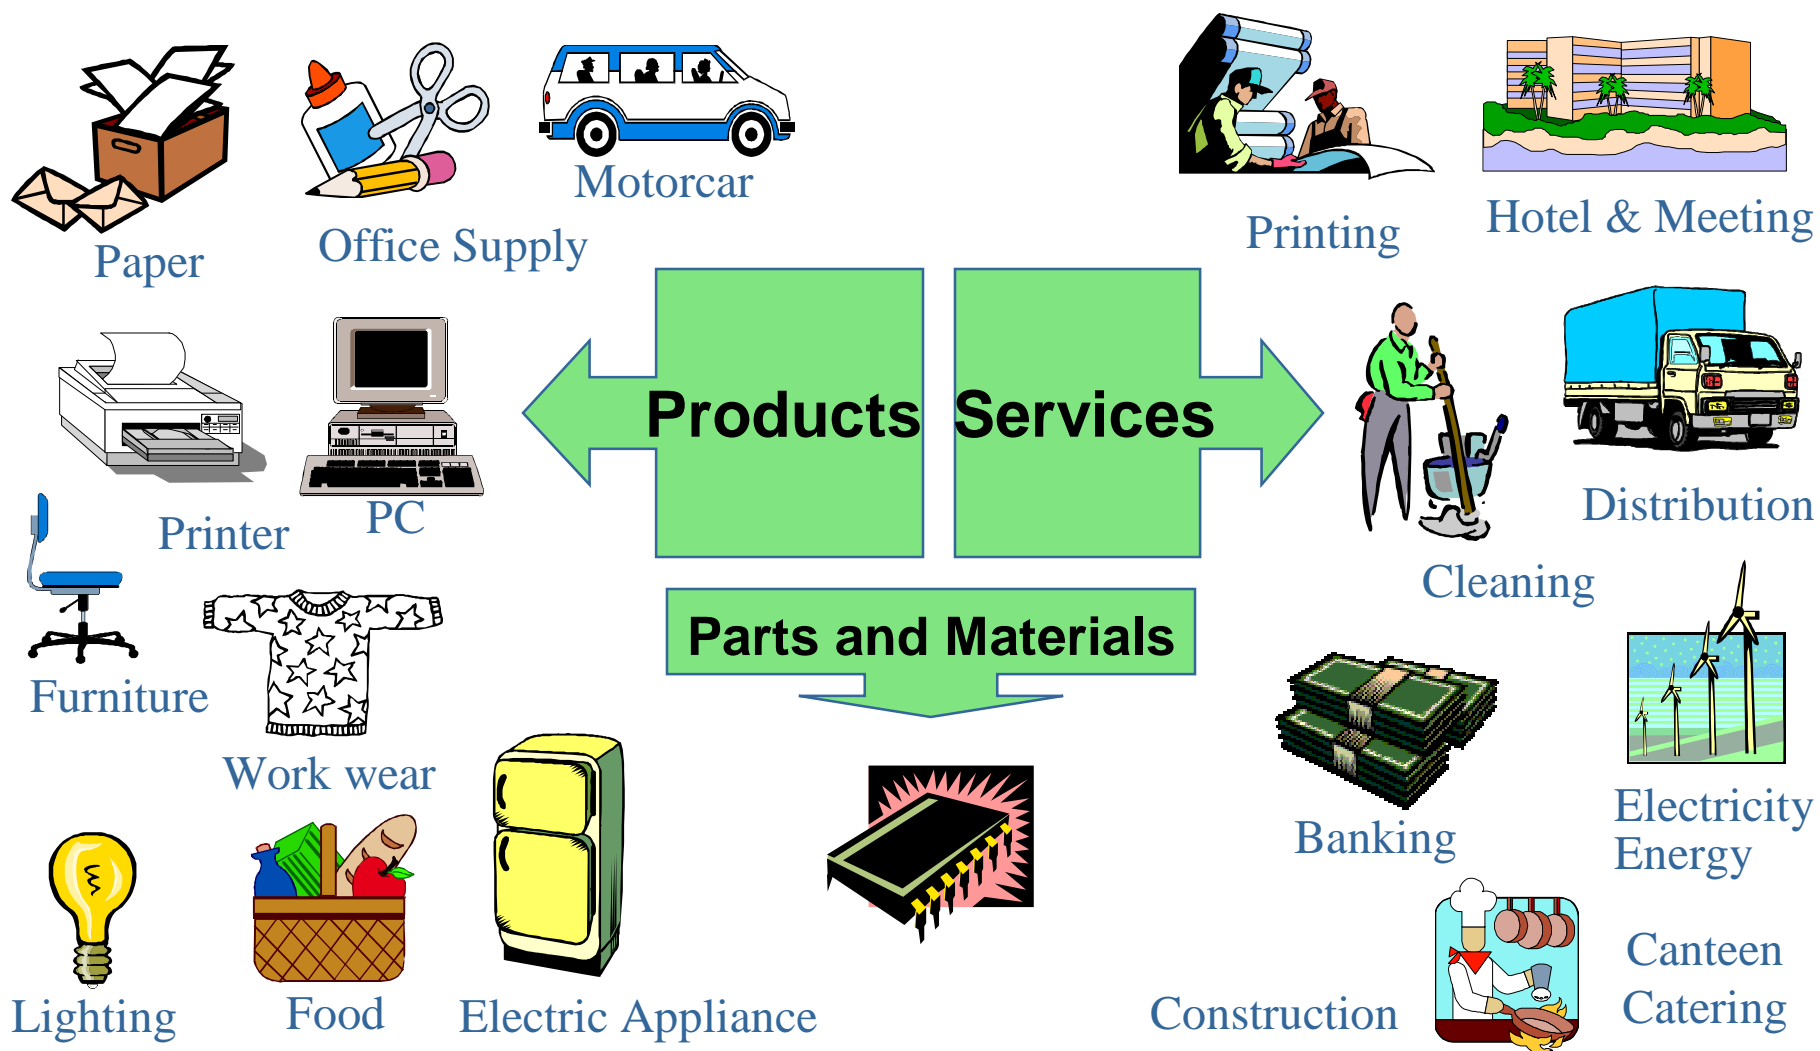 Motorcar
Paper
Office Supply
Printing
Hotel & Meeting
Products
Services
Printer
PC
Distribution
Cleaning
Parts and Materials
Furniture
Work wear
Banking
Electricity
Energy
Lighting
Food
Electric Appliance
Construction
Canteen
Catering